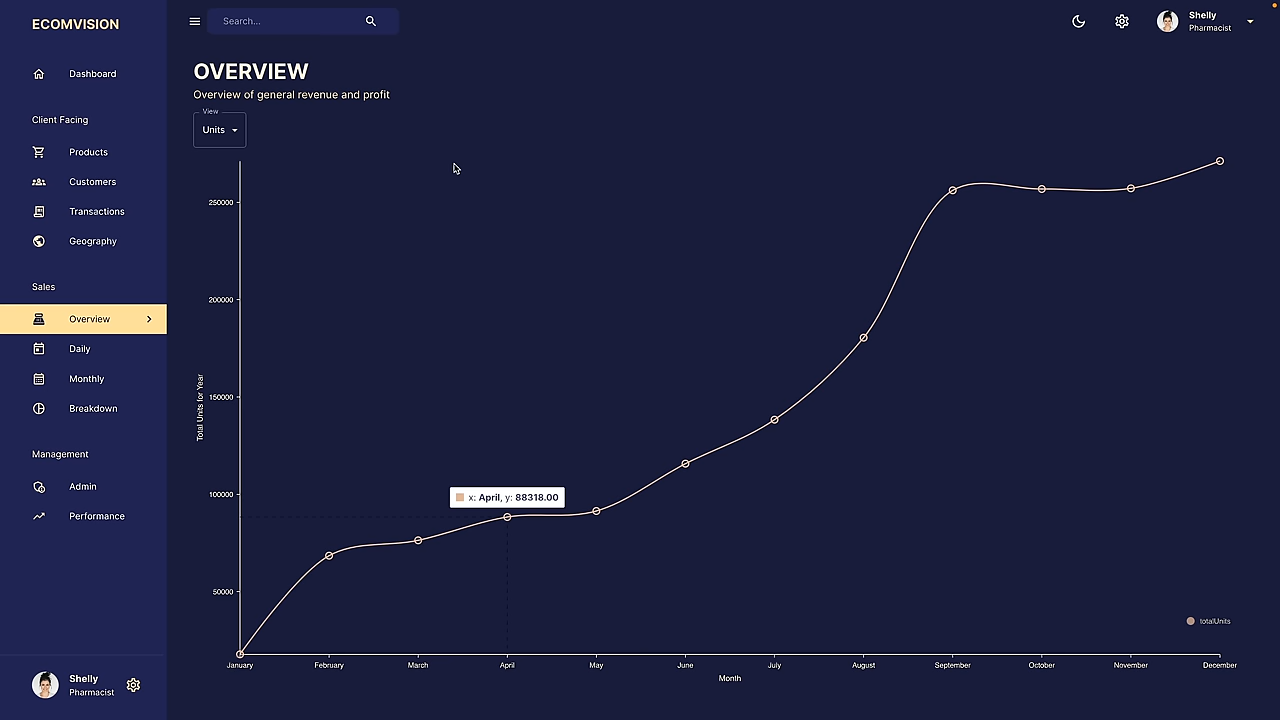 ECOMVISION
Search...
Shelly
Pharmacist
Dashboard
Client Facing
Products
Customers
Transactions
Geography
Sales
Overview
Daily
Monthly
Breakdown
Management
Admin
Performance
Shelly
Pharmacist
OVERVIEW
Overview of general revenue and profit
View
Units
250000
200000
150000
100000
50000
Total Units for Year
x: April, y: 88318.00
totalUnits
January February March April May June July August September October November December
Month